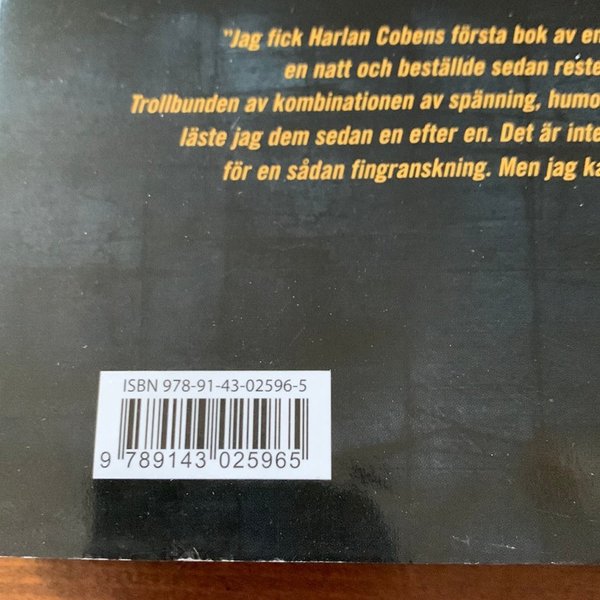 "Jag fick Harlan Cobens första bok av en
en natt och beställde sedan reste
Trollbunden av kombinationen av spänning, humo
läste jag dem sedan en efter en. Det är inte
för en sådan fingranskning. Men jag ka
ISBN 978-91-43-02596-5
9 789143 025965